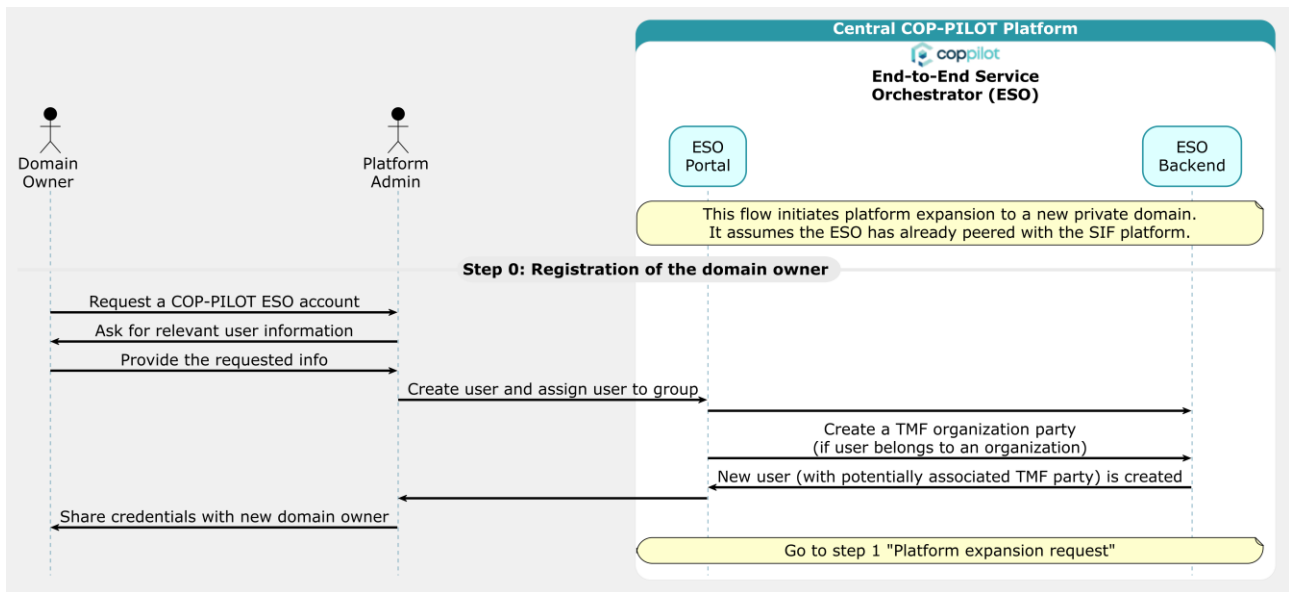 Central COP-PILOT Platform
coppilot
End-to-End Service
Orchestrator (ESO)
Domain
Owner
Platform
Admin
ESO
Portal
ESO
Backend
This flow initiates platform expansion to a new private domain.
It assumes the ESO has already peered with the SIF platform.
Step 0: Registration of the domain owner
Request a COP-PILOT ESO account
Ask for relevant user information
Provide the requested info
Create user and assign user to group
Create a TMF organization party
(if user belongs to an organization)
New user (with potentially associated TMF party) is created
Share credentials with new domain owner
Go to step 1 "Platform expansion request"